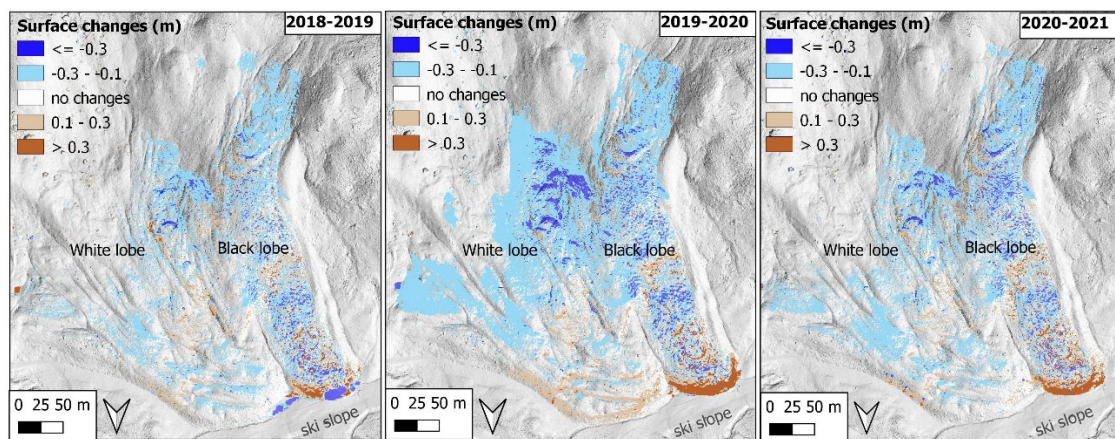 Surface changes (m)
2018-2019
<= -0.3
-0.3 - -0.1
no changes
0.1 - 0.3
> 0.3
White lobe
Black lobe
0 25 50 m
ski slope
Surface changes (m)
2019-2020
<= -0.3
-0.3 - -0.1
no changes
0.1 - 0.3
> 0.3
White lobe
Black lobe
0 25 50 m
ski slope
Surface changes (m)
2020-2021
<= -0.3
-0.3 - -0.1
no changes
0.1 - 0.3
> 0.3
White lobe
Black lobe
0 25 50 m
ski slope